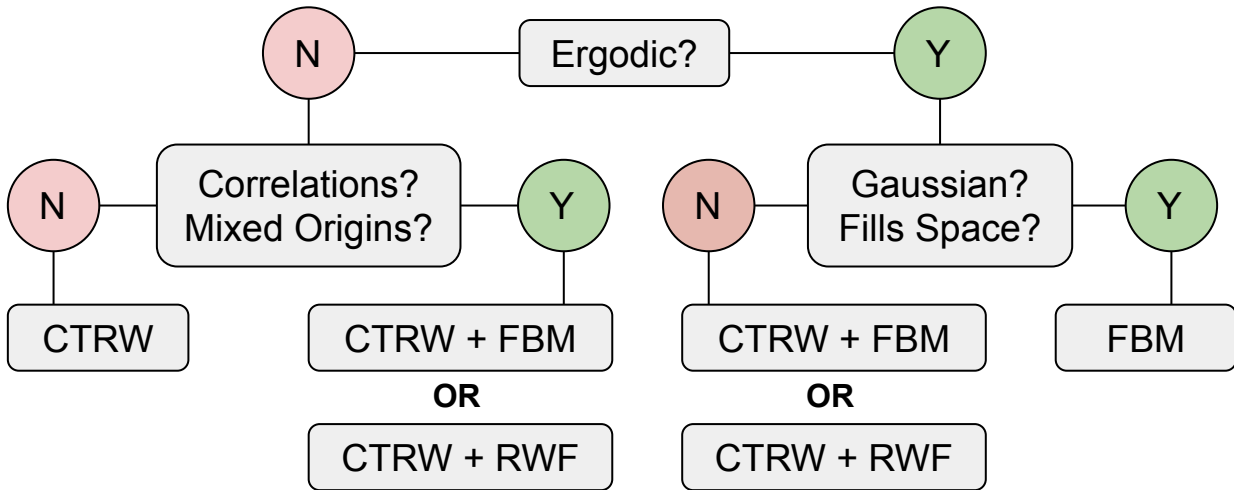 N
Ergodic?
Y
N
Correlations?
Mixed Origins?
Y
N
Gaussian?
Fills Space?
Y
CTRW
CTRW + FBM
OR
CTRW + RWF
CTRW + FBM
OR
CTRW + RWF
FBM